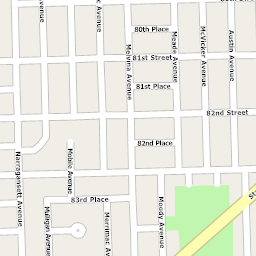 80th Place
Avenue
Melvina Avenue
Meade Avenue
McVicker Avenue
Austin Avenue
81st Street
81st Place
82nd Street
82nd Place
Narragansett Avenue
Mobile Avenue
83rd Place
Mulligan Avenue
Merrimac
Moody Avenue